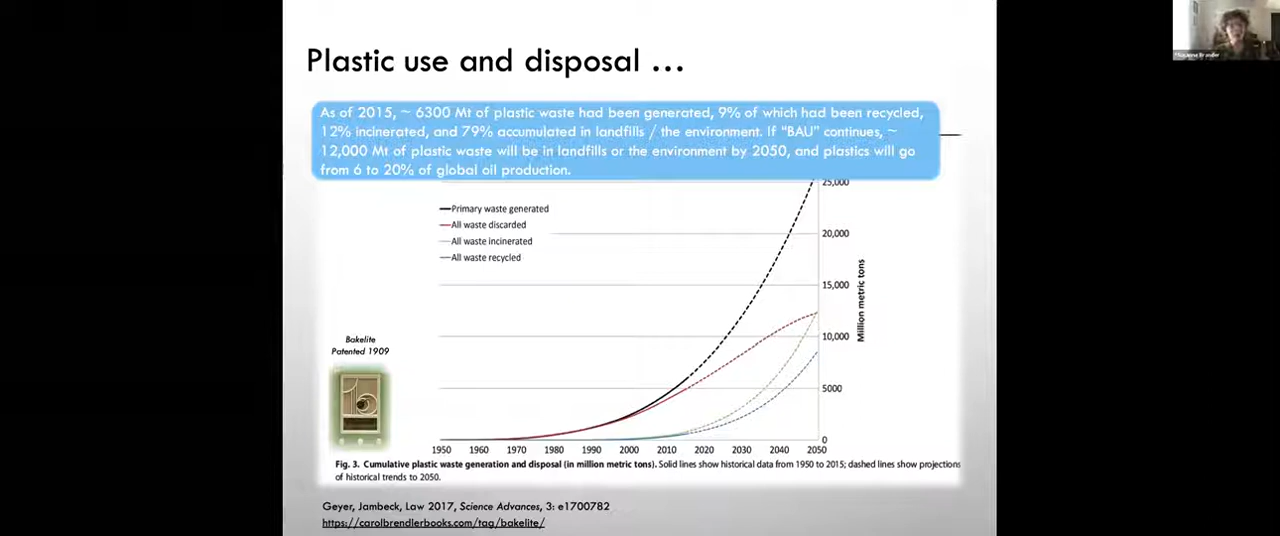 Plastic use and disposal ...
As of 2015, ~ 6300 Mt of plastic waste had been generated, 9% of which had been recycled,
12% incinerated, and 79% accumulated in landfills / the environment. If "BAU" continues, ~
12,000 Mt of plastic waste will be in landfills or the environment by 2050, and plastics will go
from 6 to 20% of global oil production.
25,000
Primary waste generated
All waste discarded
20,000
All waste incinerated
All waste recycled
15,000
Million metric tons
10,000
Bakelite
Patented 1909
5000
0
1950 1960 1970 1980 1990 2000 2010 2020 2030 2040 2050
Fig. 3. Cumulative plastic waste generation and disposal (in million metric tons). Solid lines show historical data from 1950 to 2015; dashed lines show projections
of historical trends to 2050.
Geyer, Jambeck, Law 2017, Science Advances, 3: e1700782
https://carolbrendlerbooks.com/tag/bakelite/